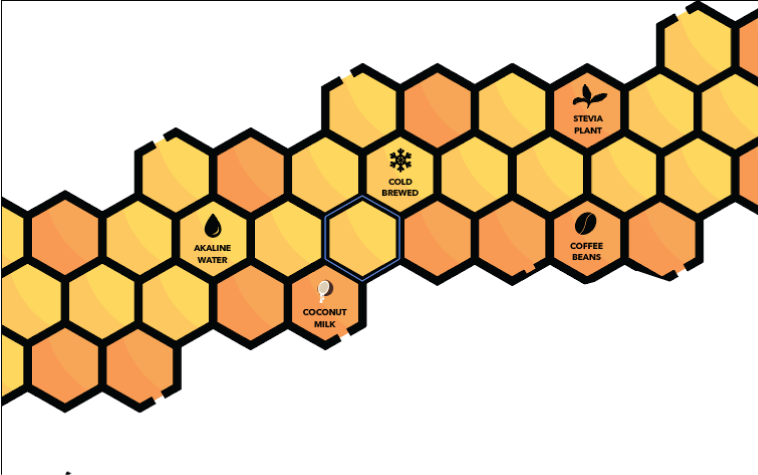 STEVIA
PLANT
COLD
BREWED
AKALINE
WATER
COFFEE
BEANS
COCONUT
MILK